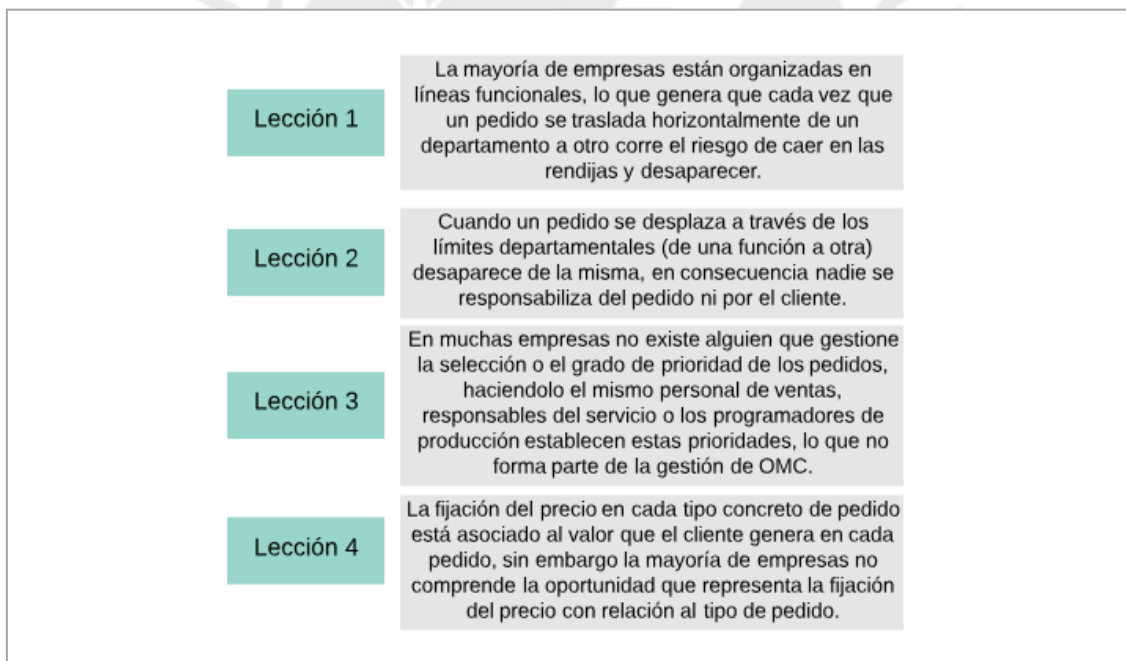 Lección 1
La mayoría de empresas están organizadas en
líneas funcionales, lo que genera que cada vez que
un pedido se traslada horizontalmente de un
departamento a otro corre el riesgo de caer en las
rendijas y desaparecer.
Lección 2
Cuando un pedido se desplaza a través de los
límites departamentales (de una función a otra)
desaparece de la misma, en consecuencia nadie se
responsabiliza del pedido ni por el cliente.
Lección 3
En muchas empresas no existe alguien que gestione
la selección o el grado de prioridad de los pedidos,
haciendolo el mismo personal de ventas,
responsables del servicio o los programadores de
producción establecen estas prioridades, lo que no
forma parte de la gestión de OMC.
Lección 4
La fijación del precio en cada tipo concreto de pedido
está asociado al valor que el cliente genera en cada
pedido, sin embargo la mayoría de empresas no
comprende la oportunidad que representa la fijación
del precio con relación al tipo de pedido.